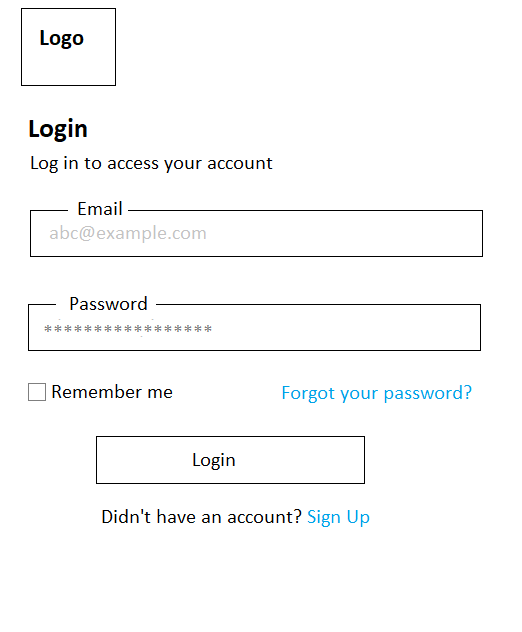 Logo
Login
Log in to access your account
Email
abc@example.com
Password
*****************
Remember me Forgot your password?
Login
Didn't have an account? Sign Up